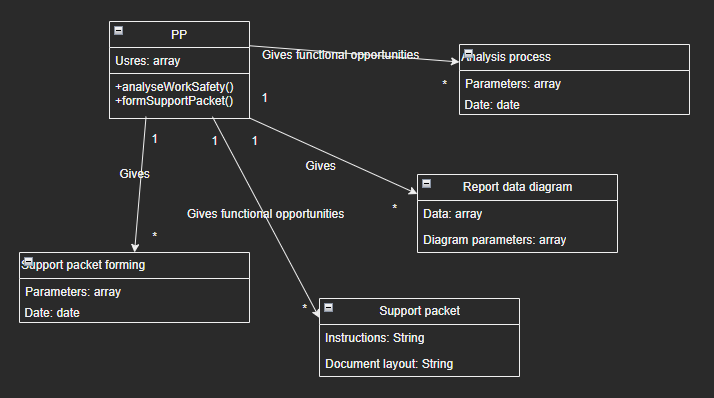 PP
Usres: array
+analyseWorkSafety()
+formSupportPacket()
Gives functional opportunities
Analysis process
Parameters: array
Date: date
1
*
1
1
1
Gives
Gives
Report data diagram
Data: array
Diagram parameters: array
*
Gives functional opportunities
*
Support packet forming
Parameters: array
Date: date
*
Support packet
Instructions: String
Document layout: String